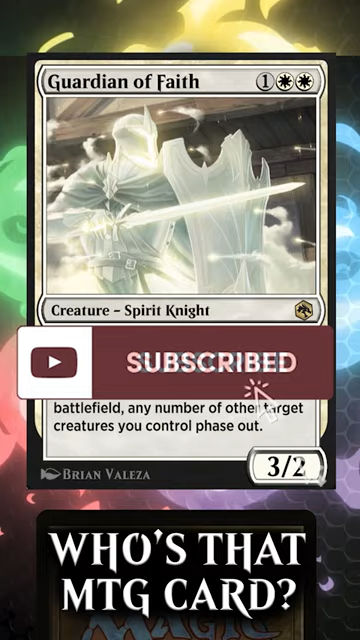 Guardian of Faith
1
Creature – Spirit Knight
SUBSCRIBED
battlefield, any number of other target
creatures you control phase out.
3/2
BRIAN VALEZA
WHO'S THAT
MTG CARD?